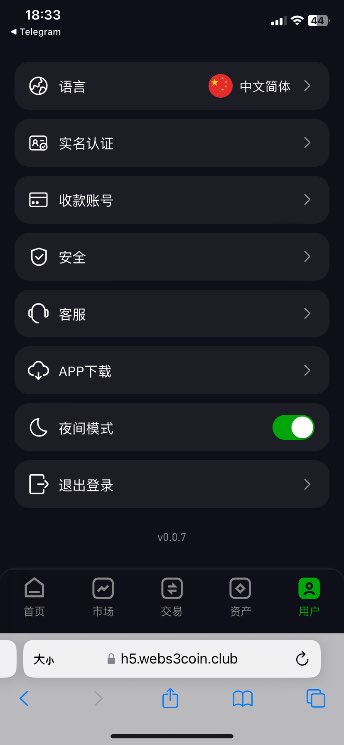 18:33
44
◀ Telegram
语言
中文简体
实名认证
收款账号
安全
客服
APP下载
夜间模式
退出登录
v0.0.7
首页
市场
交易
资产
用户
大小
h5.webs3coin.club